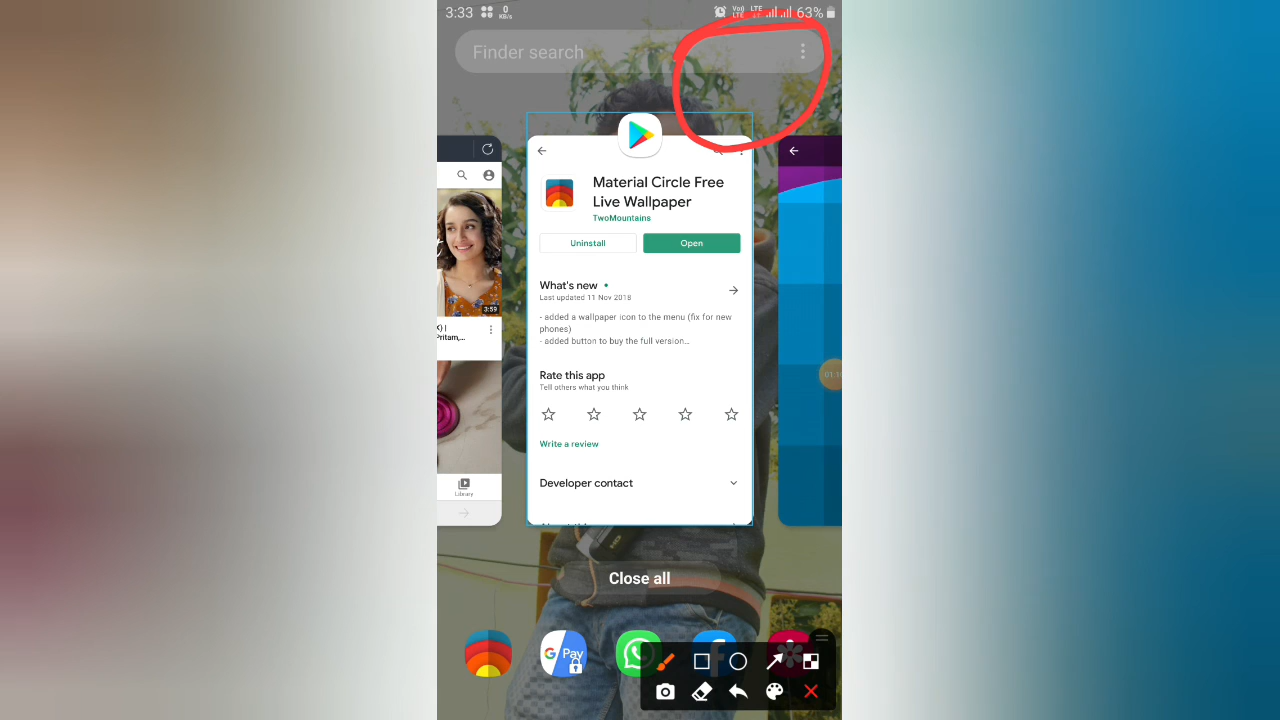 3:33
0
KB/s
Vo)
LTE
LTE
63%
Finder search
Material Circle Free
Live Wallpaper
TwoMountains
Uninstall
Open
What's new
Last updated 11 Nov 2018
- added a wallpaper icon to the menu (fix for new
phones)
- added button to buy the full version...
Rate this app
Tell others what you think
Write a review
Developer contact
3:59
Pritam,...
Library
Close all
G Pay